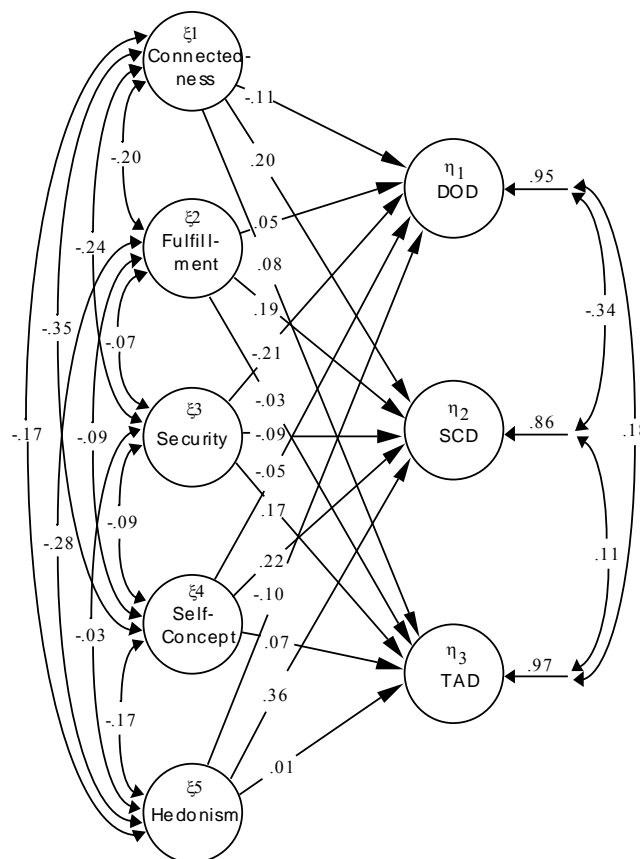 ξ1
Connected-
ness
-.11
-.20
.20
η1
DOD
.95
ξ2
Fulfill-
ment
.05
-.24
.08
.19
-.34
-.35
-.07
-.21
-.03
ξ3
Security
-.09
η2
SCD
.86
-.17
-.09
.18
-.05
.17
-.09
-.28
.11
.22
ξ4
Self-
Concept
-.10
-.03
.07
η3
TAD
.97
-.17
.36
.01
ξ5
Hedonism